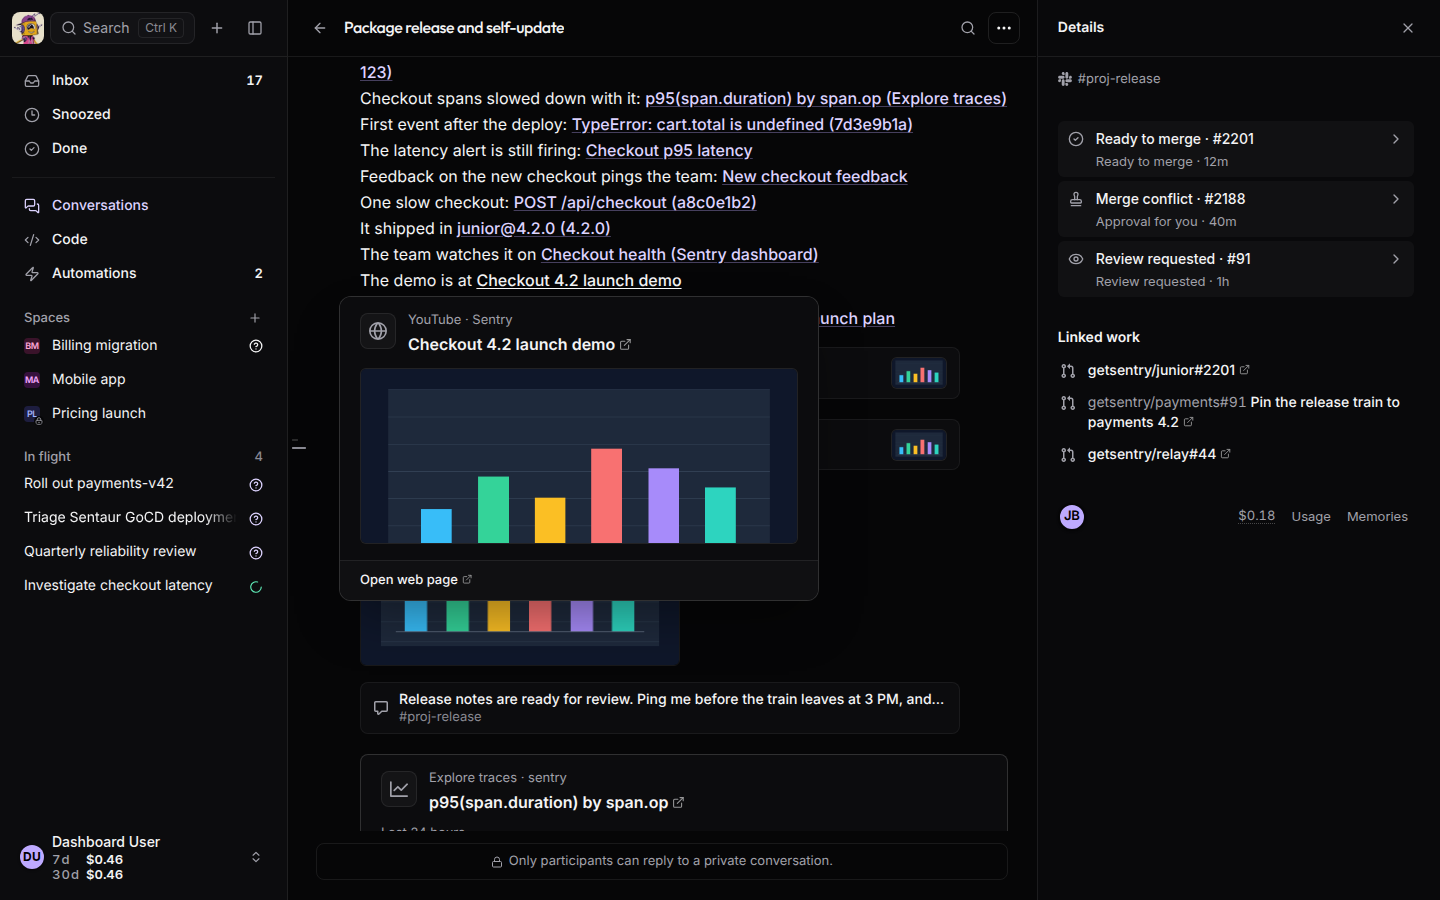 Search Ctrl K
Inbox 17
Snoozed
Done
Conversations
Code
Automations 2
Spaces
BM Billing migration
MA Mobile app
PL Pricing launch
In flight 4
Roll out payments-v42
Triage Sentaur GoCD deployme
Quarterly reliability review
Investigate checkout latency
DU Dashboard User
7d $0.46
30d $0.46
Package release and self-update
123)
Checkout spans slowed down with it: p95(span.duration) by span.op (Explore traces)
First event after the deploy: TypeError: cart.total is undefined (7d3e9b1a)
The latency alert is still firing: Checkout p95 latency
Feedback on the new checkout pings the team: New checkout feedback
One slow checkout: POST /api/checkout (a8c0e1b2)
It shipped in junior@4.2.0 (4.2.0)
The team watches it on Checkout health (Sentry dashboard)
The demo is at Checkout 4.2 launch demo
unch plan
YouTube · Sentry
Checkout 4.2 launch demo
Open web page
Release notes are ready for review. Ping me before the train leaves at 3 PM, and...
#proj-release
Explore traces · sentry
p95(span.duration) by span.op
Last 24 hours
Only participants can reply to a private conversation.
Details
#proj-release
Ready to merge · #2201
Ready to merge · 12m
Merge conflict · #2188
Approval for you · 40m
Review requested · #91
Review requested · 1h
Linked work
getsentry/junior#2201
getsentry/payments#91 Pin the release train to
payments 4.2
getsentry/relay#44
JB $0.18 Usage Memories